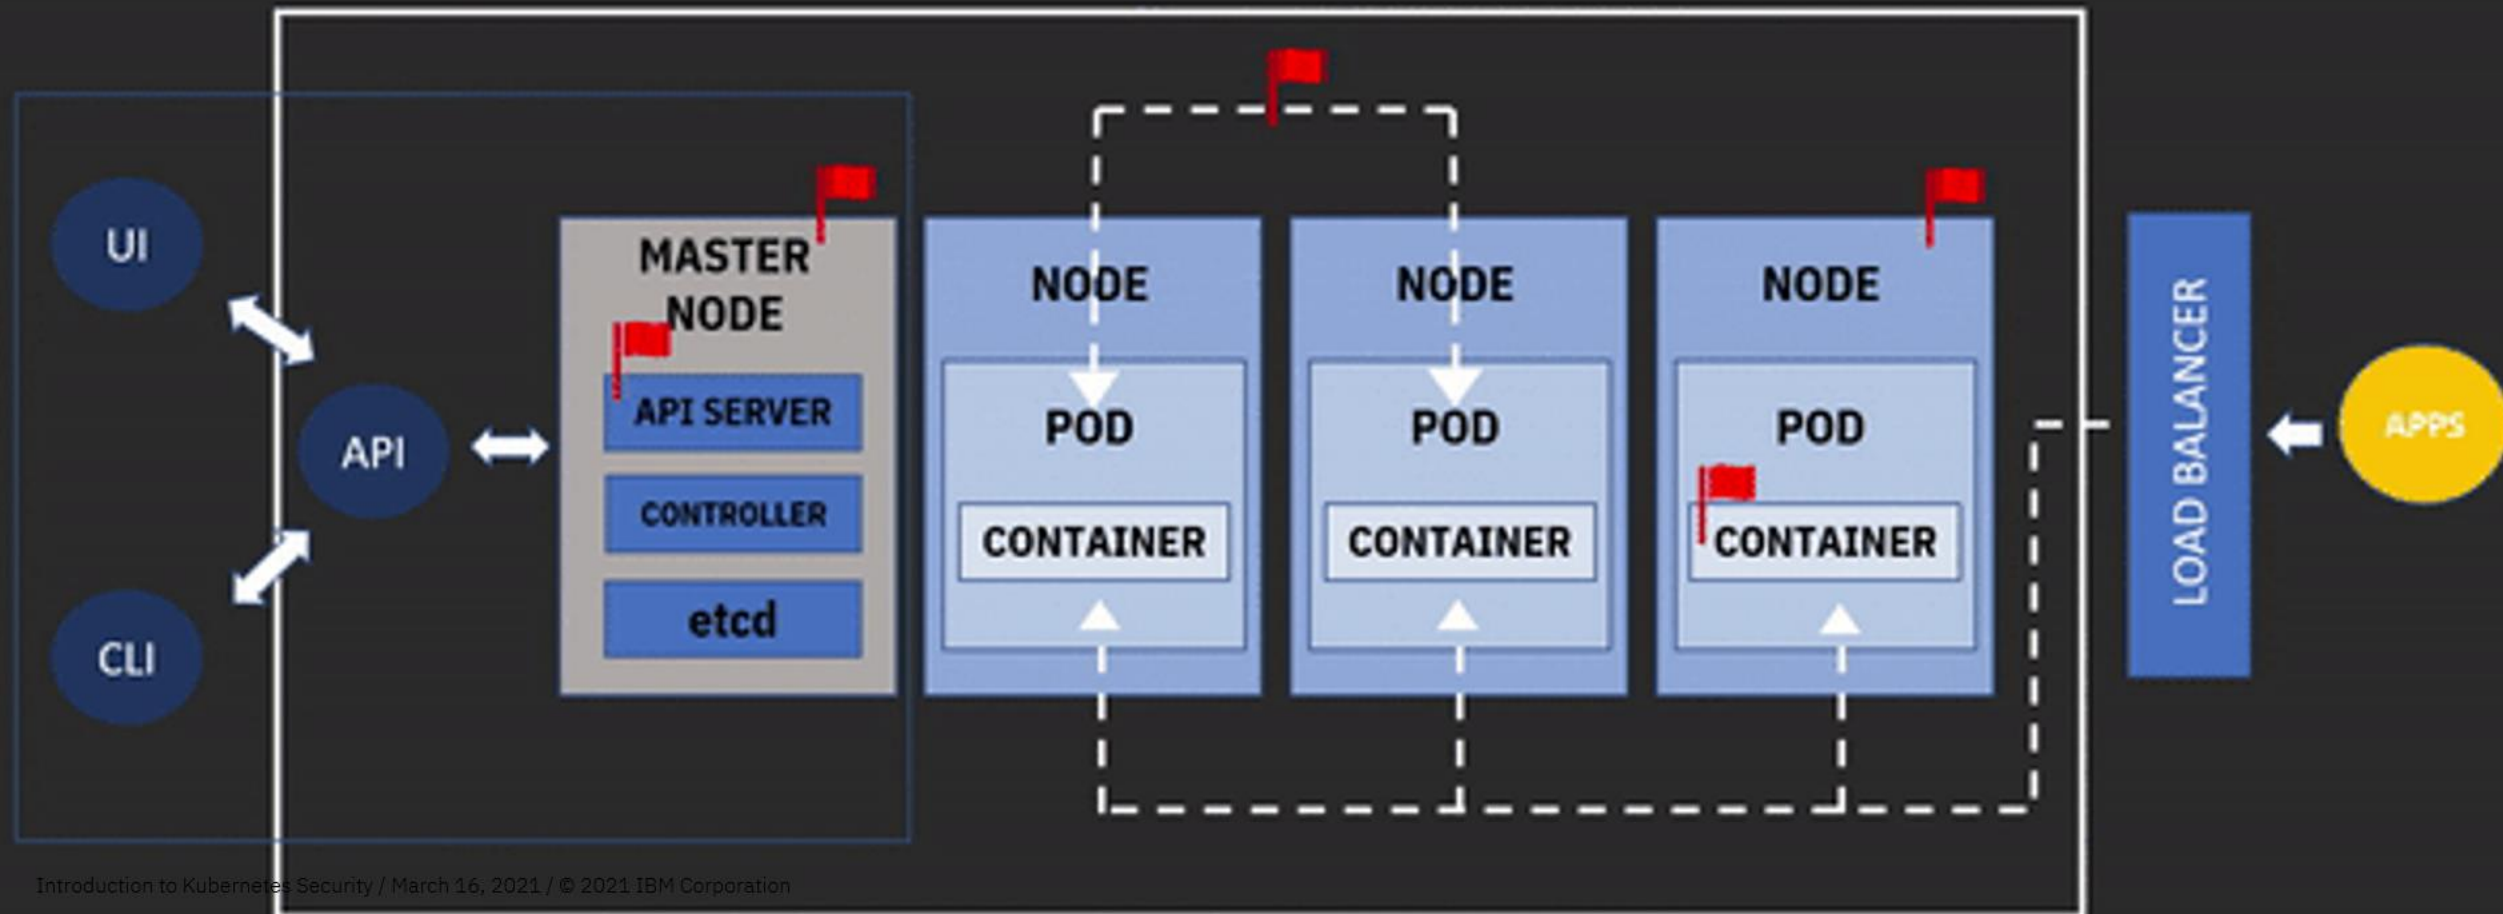 UI
API
CLI
MASTER
NODE
API SERVER
CONTROLLER
etcd
NODE
POD
CONTAINER
NODE
POD
CONTAINER
NODE
POD
CONTAINER
LOAD BALANCER
APPS
Introduction to Kubernetes Security / March 16, 2021 / © 2021 IBM Corporation